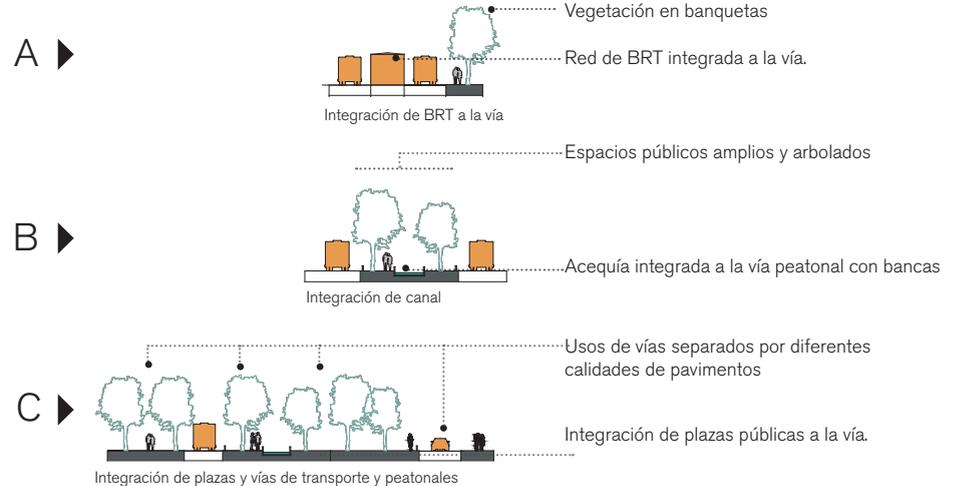 A
Vegetación en banquetas
Red de BRT integrada a la vía.
Integración de BRT a la vía
B
Espacios públicos amplios y arbolados
Acequía integrada a la vía peatonal con bancas
Integración de canal
C
Usos de vías separados por diferentes
calidades de pavimentos
Integración de plazas públicas a la vía.
Integración de plazas y vías de transporte y peatonales